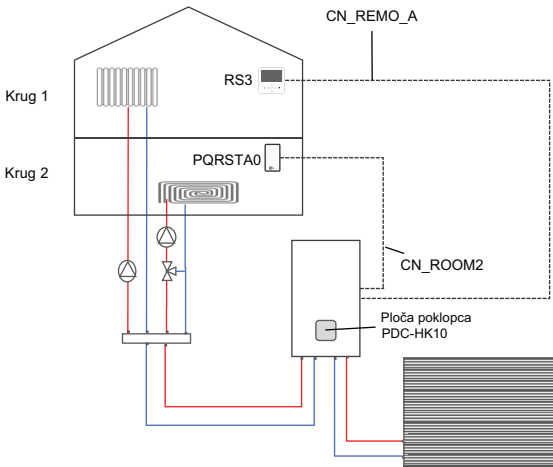 CN_REMO_A
RS3
Krug 1
PQRSTA0
Krug 2
CN_ROOM2
Ploča poklopca
PDC-HK10